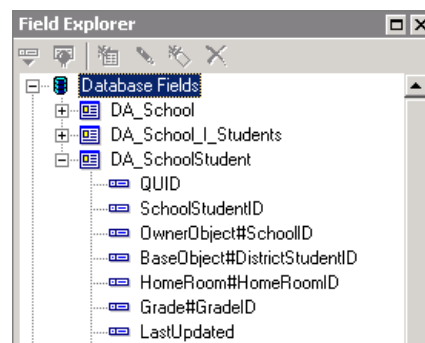 Field Explorer
Database Fields
DA_School
DA_School_I_Students
DA_SchoolStudent
QUID
SchoolStudentID
OwnerObject#SchoolID
BaseObject#DistrictStudentID
HomeRoom#HomeRoomID
Grade#GradeID
LastUpdated